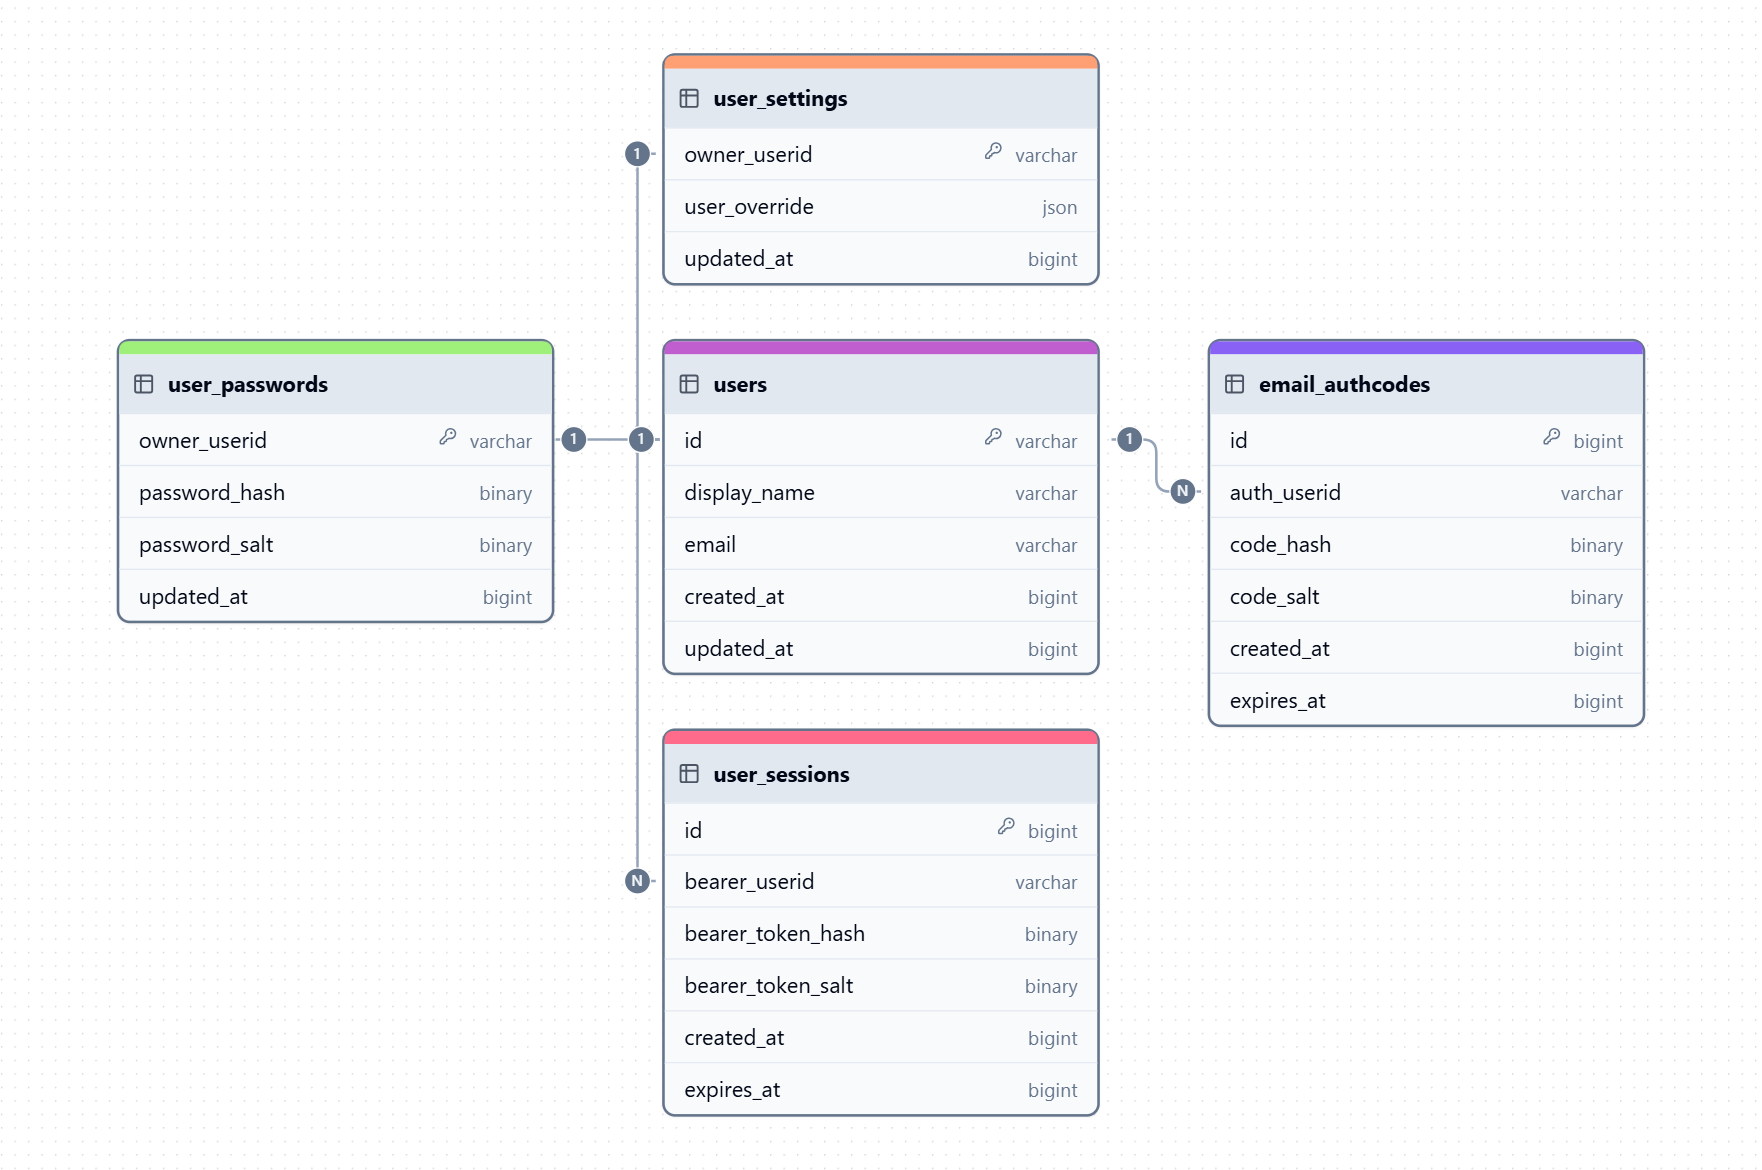 user_settings
owner_userid varchar
user_override json
updated_at bigint
user_passwords
owner_userid varchar
password_hash binary
password_salt binary
updated_at bigint
users
id varchar
display_name varchar
email varchar
created_at bigint
updated_at bigint
email_authcodes
id bigint
auth_userid varchar
code_hash binary
code_salt binary
created_at bigint
expires_at bigint
user_sessions
id bigint
bearer_userid varchar
bearer_token_hash binary
bearer_token_salt binary
created_at bigint
expires_at bigint
1
1
1
1
N
N